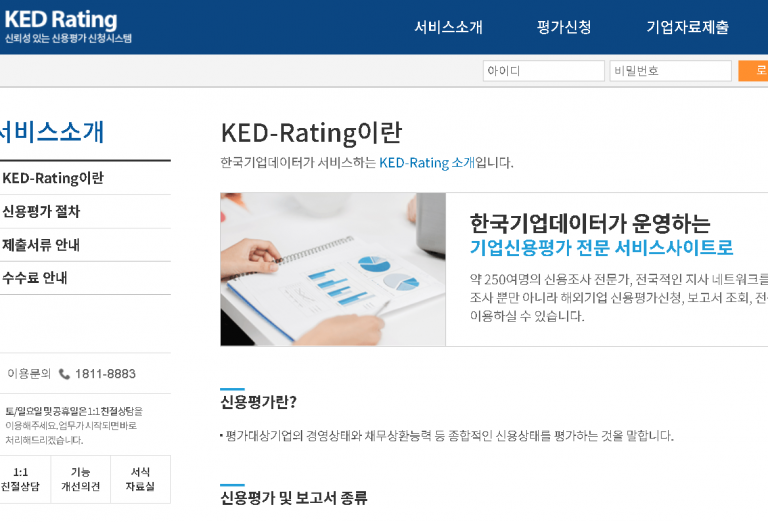 KED Rating
신뢰성 있는 신용평가 신청시스템
서비스소개 평가신청 기업자료제출
아이디 비밀번호 로
서비스소개
KED-Rating이란
신용평가 절차
제출서류 안내
수수료 안내
이용문의 1811-8883
토/일요일 및 공휴일은 1:1 친절상담을
이용해주세요. 업무가 시작되면 바로
처리해드리겠습니다.
1:1
친절상담
기능
개선의견
서식
자료실
KED-Rating이란
한국기업데이터가 서비스하는 KED-Rating 소개입니다.
한국기업데이터가 운영하는
기업신용평가 전문 서비스사이트로
약 250여명의 신용조사 전문가, 전국적인 지사 네트워크를
조사 뿐만 아니라 해외기업 신용평가신청, 보고서 조회, 전
이용하실 수 있습니다.
신용평가란?
▪ 평가대상기업의 경영상태와 채무상환능력 등 종합적인 신용상태를 평가하는 것을 말합니다.
신용평가 및 보고서 종류